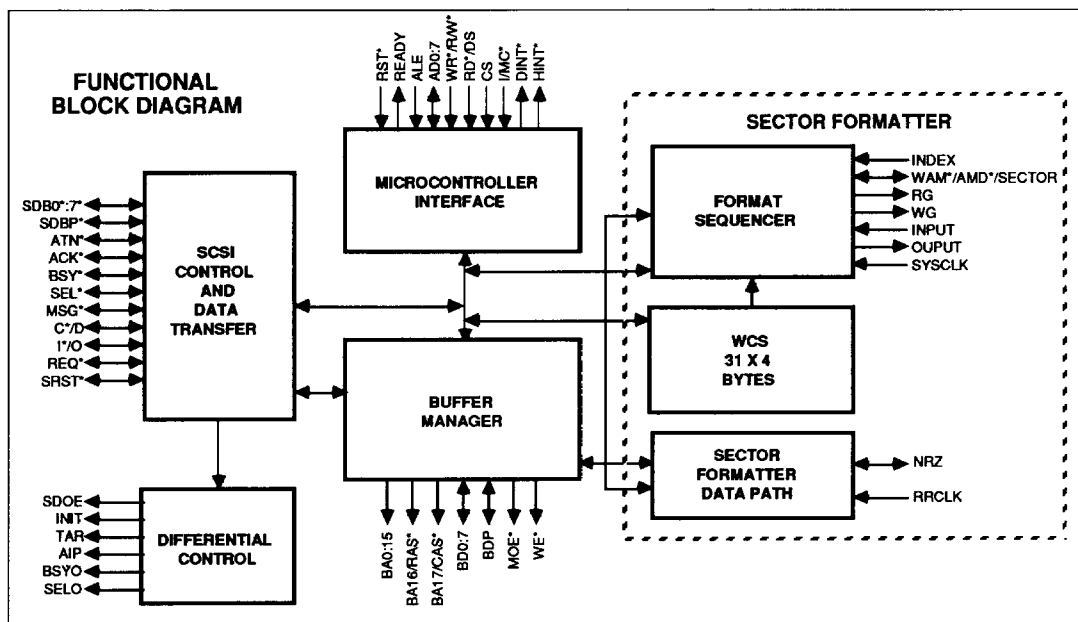 FUNCTIONAL
BLOCK DIAGRAM
RST*
READY
ALE
AD0:7
WR*/R/W*
RD*/DS
CS
I/MC*
DINT*
HINT*
MICROCONTROLLER
INTERFACE
SDB0*:7*
SDBP*
ATN*
ACK*
BSY*
SEL*
MSG*
C*/D
I*/O
REQ*
SRST*
SCSI
CONTROL
AND
DATA
TRANSFER
BUFFER
MANAGER
SDOE
INIT
TAR
AIP
BSYO
SELO
DIFFERENTIAL
CONTROL
BA0:15
BA16/RAS*
BA17/CAS*
BD0:7
BDP
MOE*
WE*
SECTOR FORMATTER
FORMAT
SEQUENCER
INDEX
WAM*/AMD*/SECTOR
RG
WG
INPUT
OUPUT
SYSCLK
WCS
31 X 4
BYTES
SECTOR
FORMATTER
DATA PATH
NRZ
RRCLK